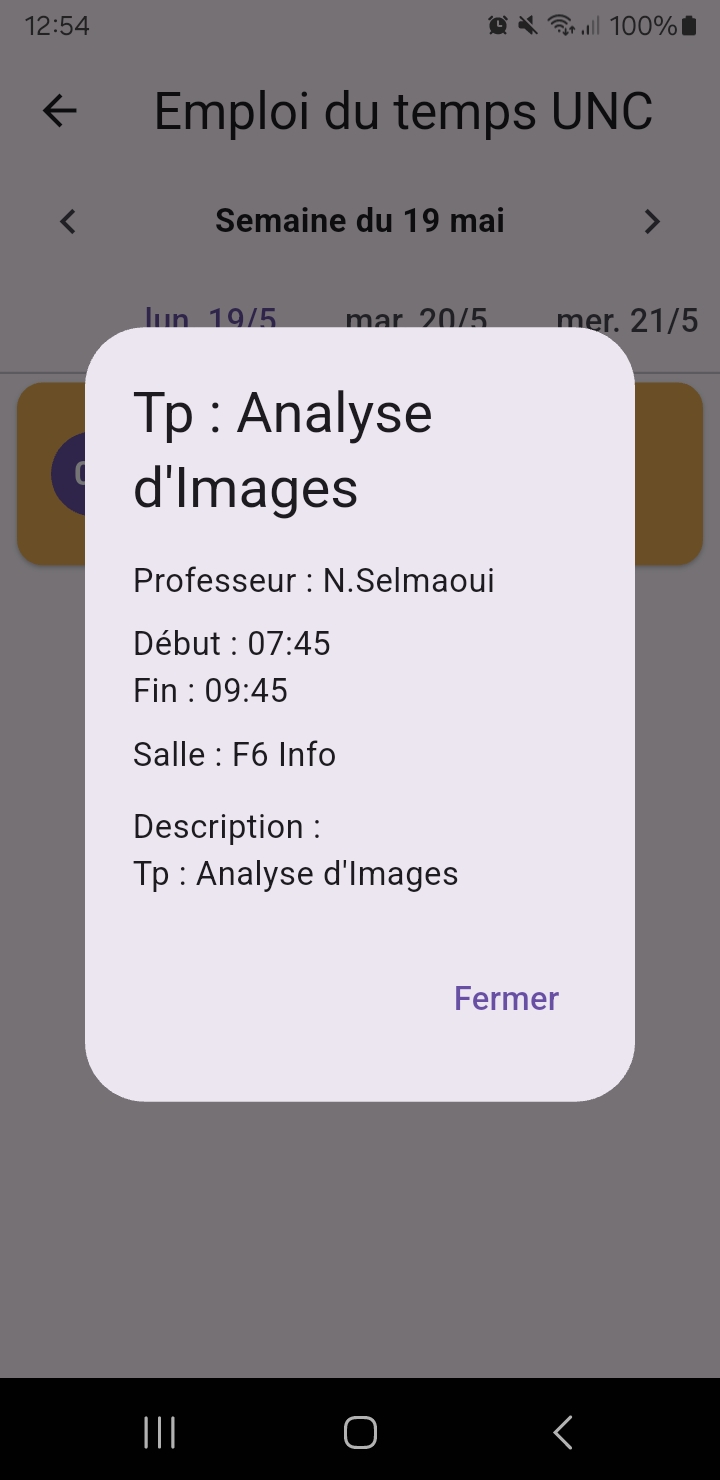 12:54
100%
Emploi du temps UNC
Semaine du 19 mai
lun. 19/5
mar. 20/5
mer. 21/5
Tp : Analyse
d'Images
Professeur : N.Selmaoui
Début : 07:45
Fin : 09:45
Salle : F6 Info
Description :
Tp : Analyse d'Images
Fermer